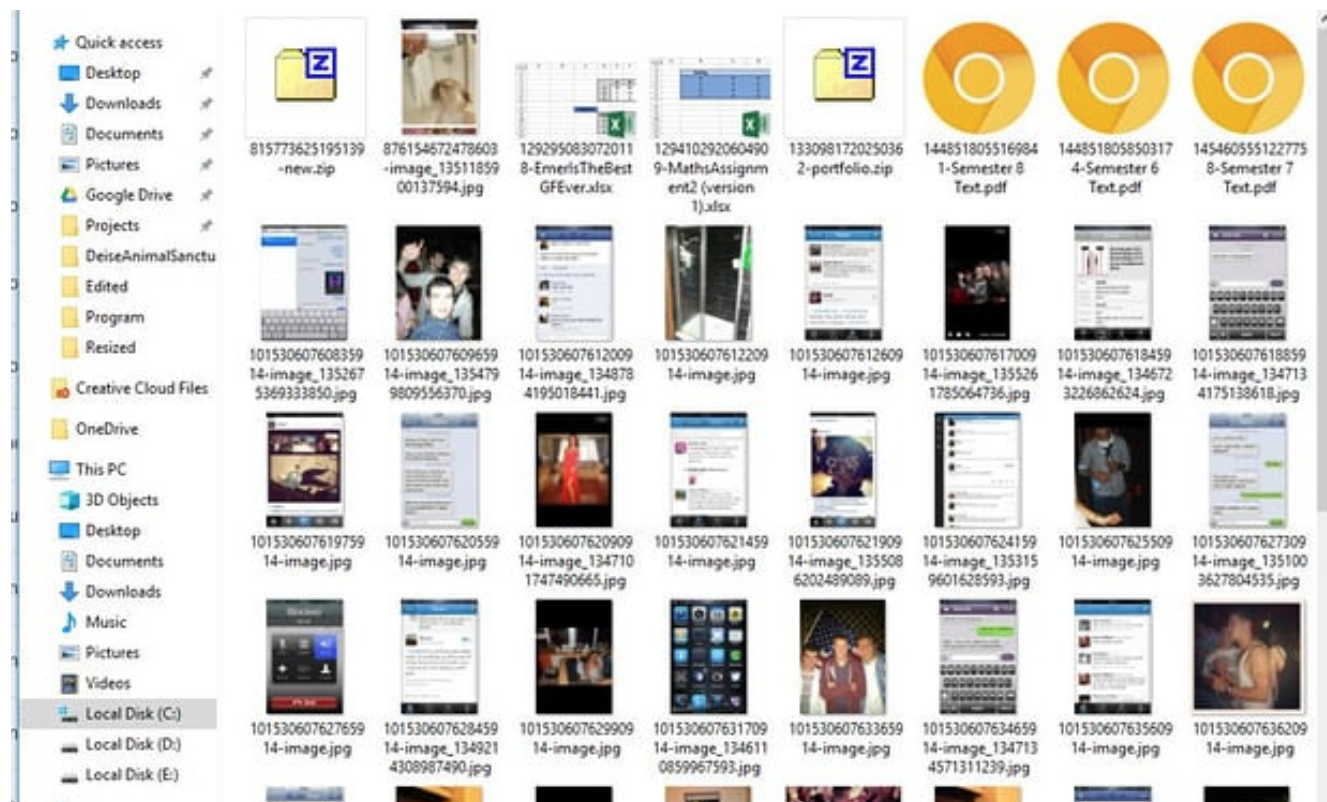 Quick access
Desktop
Downloads
Documents
Pictures
Google Drive
Projects
DeiseAnimalSanctu
Edited
Program
Resized
Creative Cloud Files
OneDrive
This PC
3D Objects
Desktop
Documents
Downloads
Music
Pictures
Videos
Local Disk (C:)
Local Disk (D:)
Local Disk (E:)
815773625195139
-new.zip
876154672478603
-image_13511859
00137594.jpg
129295083072011
8-EmerIsTheBest
GFEver.xlsx
129410292060490
9-MathsAssignm
ent2 (version
1).xlsx
133098172025036
2-portfolio.zip
144851805516984
1-Semester 8
Text.pdf
144851805850317
4-Semester 6
Text.pdf
145460555122775
8-Semester 7
Text.pdf
101530607608359
14-image_135267
5369333850.jpg
101530607609659
14-image_135479
9809556370.jpg
101530607612009
14-image_134878
4195018441.jpg
101530607612209
14-image.jpg
101530607612609
14-image.jpg
101530607617009
14-image_135526
1785064736.jpg
101530607618459
14-image_134672
3226862624.jpg
101530607618859
14-image_134713
4175138618.jpg
101530607619759
14-image.jpg
101530607620559
14-image.jpg
101530607620909
14-image_134710
1747490665.jpg
101530607621459
14-image.jpg
101530607621909
14-image_135508
6202489089.jpg
101530607624159
14-image_135315
9601628593.jpg
101530607625509
14-image.jpg
101530607627309
14-image_135100
3627804535.jpg
101530607627659
14-image.jpg
101530607628459
14-image_134921
4308987490.jpg
101530607629909
14-image.jpg
101530607631709
14-image_134611
0859967593.jpg
101530607633659
14-image.jpg
101530607634659
14-image_134713
4571311239.jpg
101530607635609
14-image.jpg
101530607636209
14-image.jpg